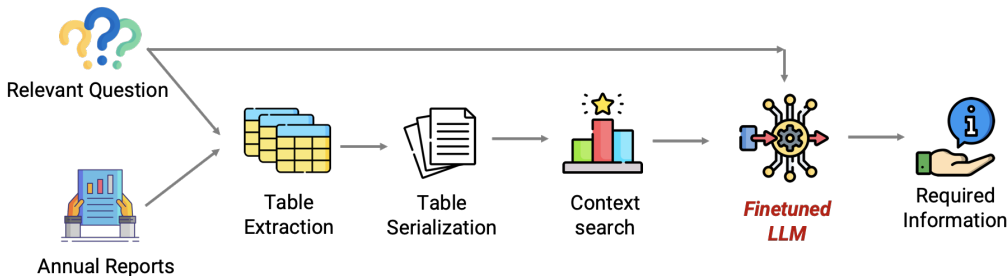 Relevant Question
Annual Reports
Table
Extraction
Table
Serialization
Context
search
Finetuned
LLM
Required
Information